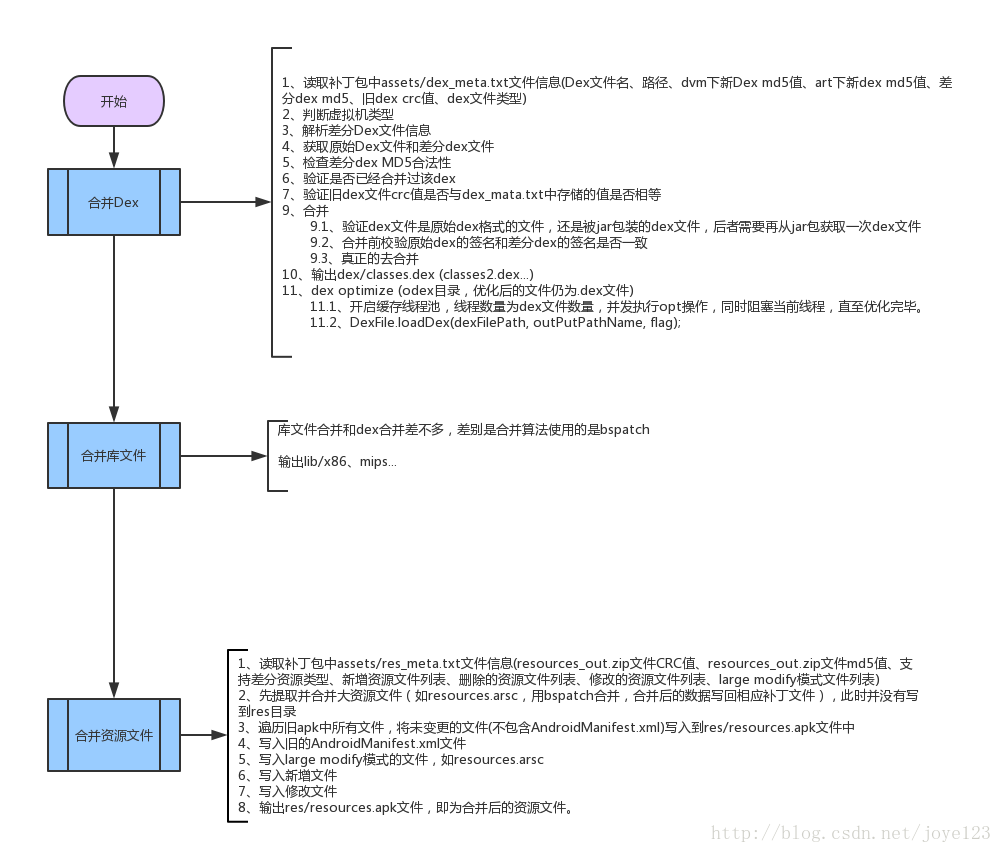 开始
合并Dex
1、读取补丁包中assets/dex_meta.txt文件信息(Dex文件名、路径、dvm下新Dex md5值、art下新dex md5值、差
分dex md5、旧dex crc值、dex文件类型)
2、判断虚拟机类型
3、解析差分Dex文件信息
4、获取原始Dex文件和差分dex文件
5、检查差分dex MD5合法性
6、验证是否已经合并过该dex
7、验证旧dex文件crc值是否与dex_mata.txt中存储的值是否相等
9、合并
9.1、验证dex文件是原始dex格式的文件，还是被jar包装的dex文件，后者需要再从jar包获取一次dex文件
9.2、合并前校验原始dex的签名和差分dex的签名是否一致
9.3、真正的去合并
10、输出dex/classes.dex (classes2.dex...)
11、dex optimize (odex目录，优化后的文件仍为.dex文件)
11.1、开启缓存线程池，线程数量为dex文件数量，并发执行opt操作，同时阻塞当前线程，直至优化完毕。
11.2、DexFile.loadDex(dexFilePath, outPutPathName, flag);
合并库文件
库文件合并和dex合并差不多，差别是合并算法使用的是bspatch
输出lib/x86、mips...
合并资源文件
1、读取补丁包中assets/res_meta.txt文件信息(resources_out.zip文件CRC值、resources_out.zip文件md5值、支
持差分资源类型、新增资源文件列表、删除的资源文件列表、修改的资源文件列表、large modify模式文件列表)
2、先提取并合并大资源文件（如resources.arsc，用bspatch合并，合并后的数据写回相应补丁文件），此时并没有写
到res目录
3、遍历旧apk中所有文件，将未变更的文件(不包含AndroidManifest.xml)写入到res/resources.apk文件中
4、写入旧的AndroidManifest.xml文件
5、写入large modify模式的文件，如resources.arsc
6、写入新增文件
7、写入修改文件
8、输出res/resources.apk文件，即为合并后的资源文件。
http://blog.csdn.net/joye123